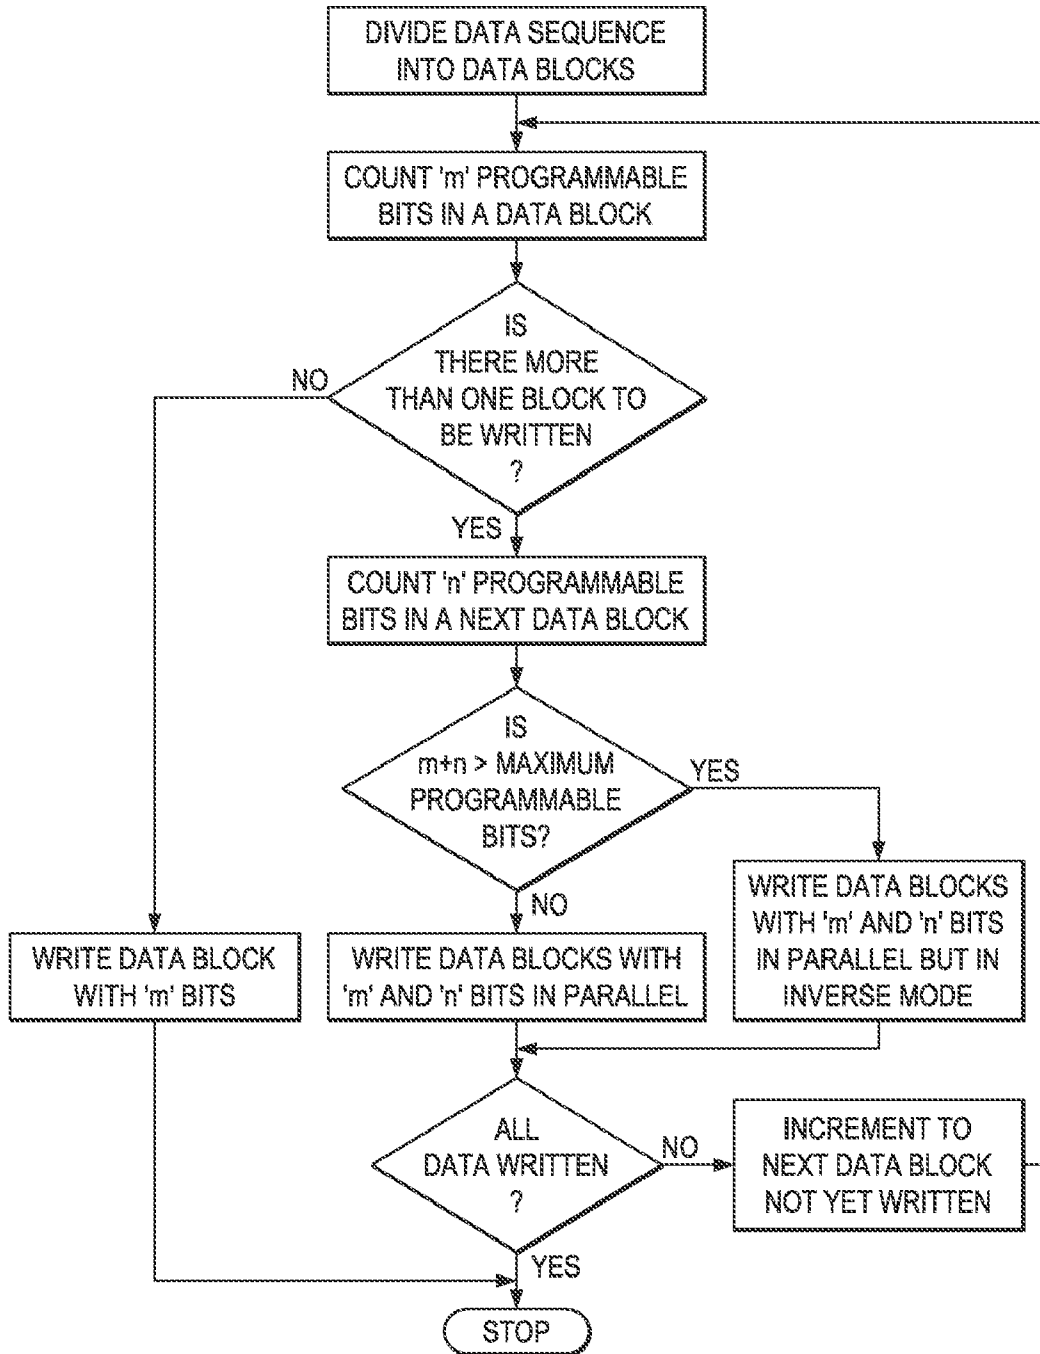 DIVIDE DATA SEQUENCE
INTO DATA BLOCKS
COUNT 'm' PROGRAMMABLE
BITS IN A DATA BLOCK
IS
THERE MORE
THAN ONE BLOCK TO
BE WRITTEN
?
NO
YES
COUNT 'n' PROGRAMMABLE
BITS IN A NEXT DATA BLOCK
IS
m+n > MAXIMUM
PROGRAMMABLE
BITS?
YES
NO
WRITE DATA BLOCK
WITH 'm' BITS
WRITE DATA BLOCKS WITH
'm' AND 'n' BITS IN PARALLEL
WRITE DATA BLOCKS
WITH 'm' AND 'n' BITS
IN PARALLEL BUT IN
INVERSE MODE
ALL
DATA WRITTEN
?
NO
INCREMENT TO
NEXT DATA BLOCK
NOT YET WRITTEN
YES
STOP